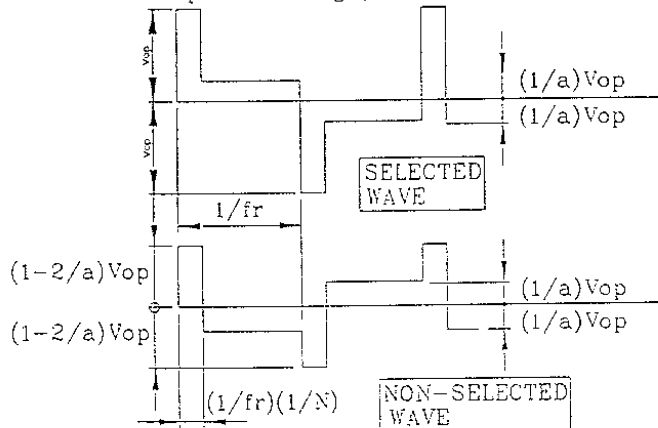 Vop
(1/a)Vop
Vop
(1/a)Vop
SELECTED
WAVE
1/fr
(1-2/a)Vop
(1/a)Vop
(1-2/a)Vop
(1/a)Vop
(1/fr)(1/N)
NON-SELECTED
WAVE